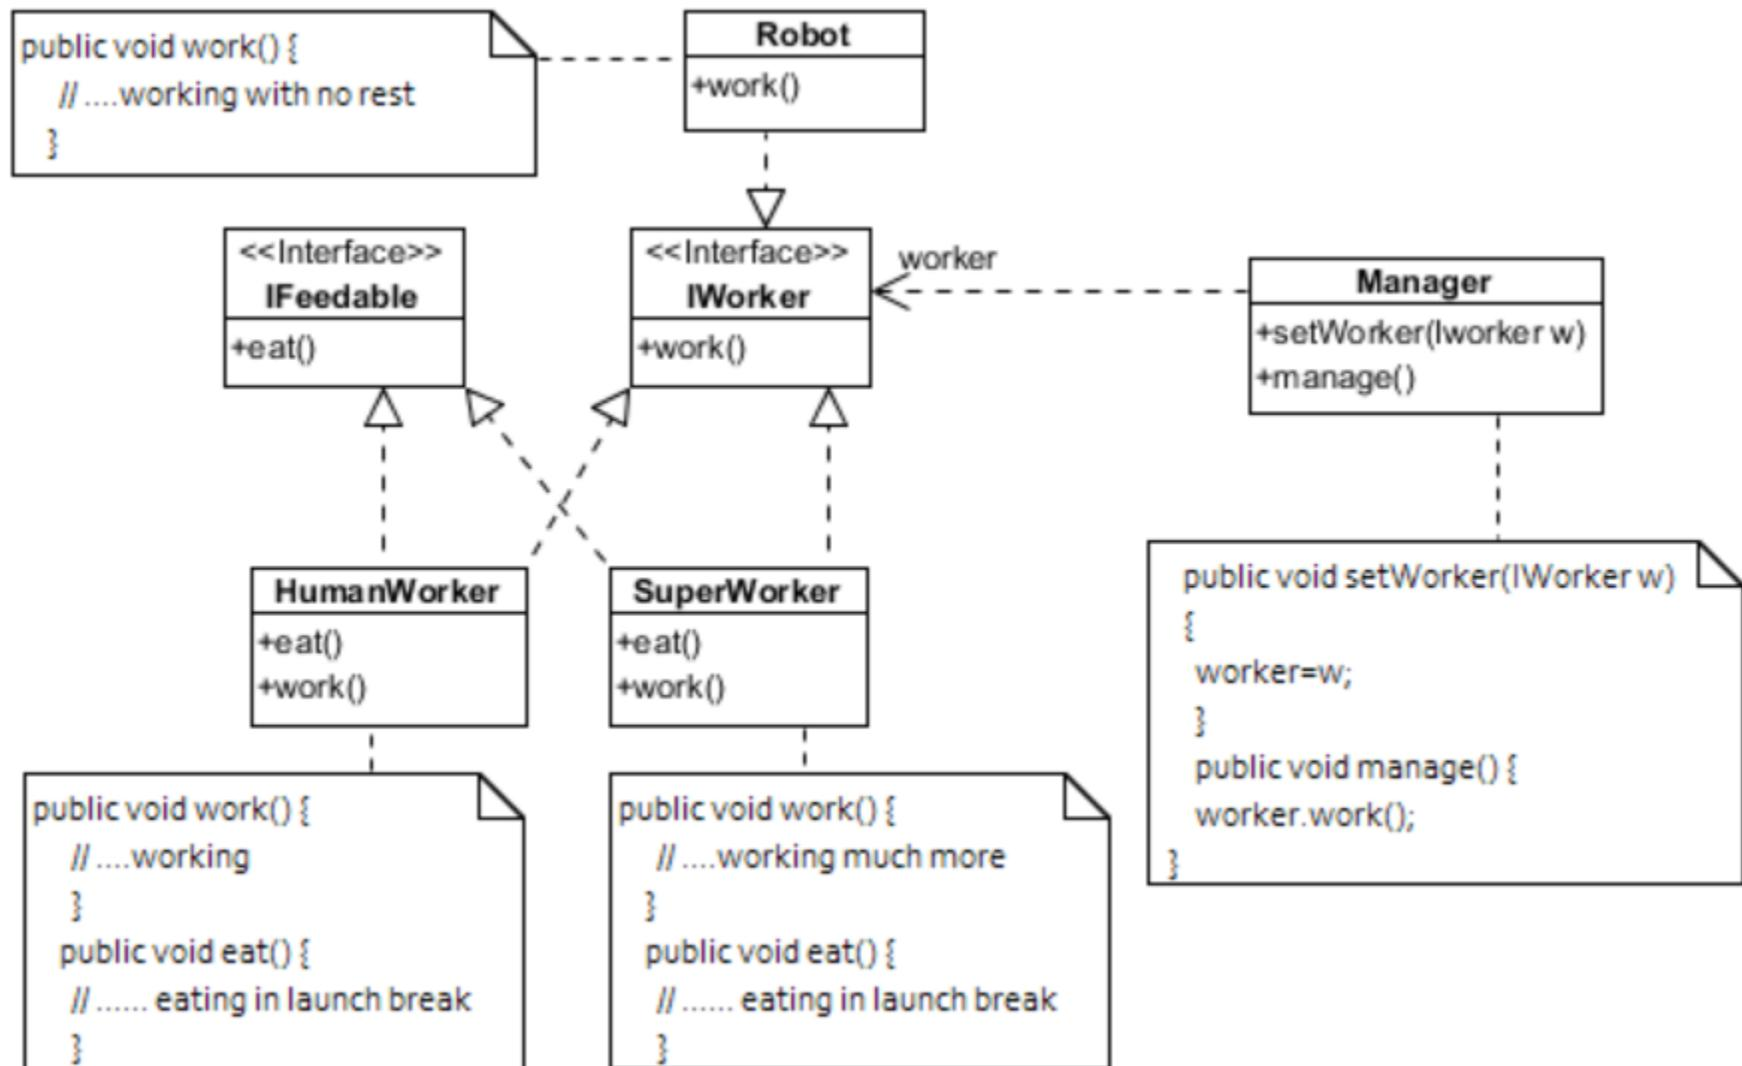 public void work() {
// ....working with no rest
}
Robot
+work()
<<Interface>>
IFeedable
+eat()
<<Interface>>
IWorker
+work()
worker
Manager
+setWorker(Iworker w)
+manage()
HumanWorker
+eat()
+work()
SuperWorker
+eat()
+work()
public void setWorker(IWorker w)
{
worker=w;
}
public void manage() {
worker.work();
}
public void work() {
// ....working
}
public void eat() {
// ...... eating in launch break
}
public void work() {
// ....working much more
}
public void eat() {
// ...... eating in launch break
}